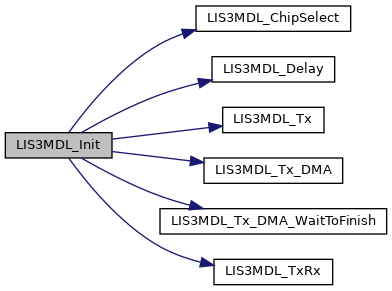 LIS3MDL_ChipSelect
LIS3MDL_Delay
LIS3MDL_Tx
LIS3MDL_Init
LIS3MDL_Tx_DMA
LIS3MDL_Tx_DMA_WaitToFinish
LIS3MDL_TxRx